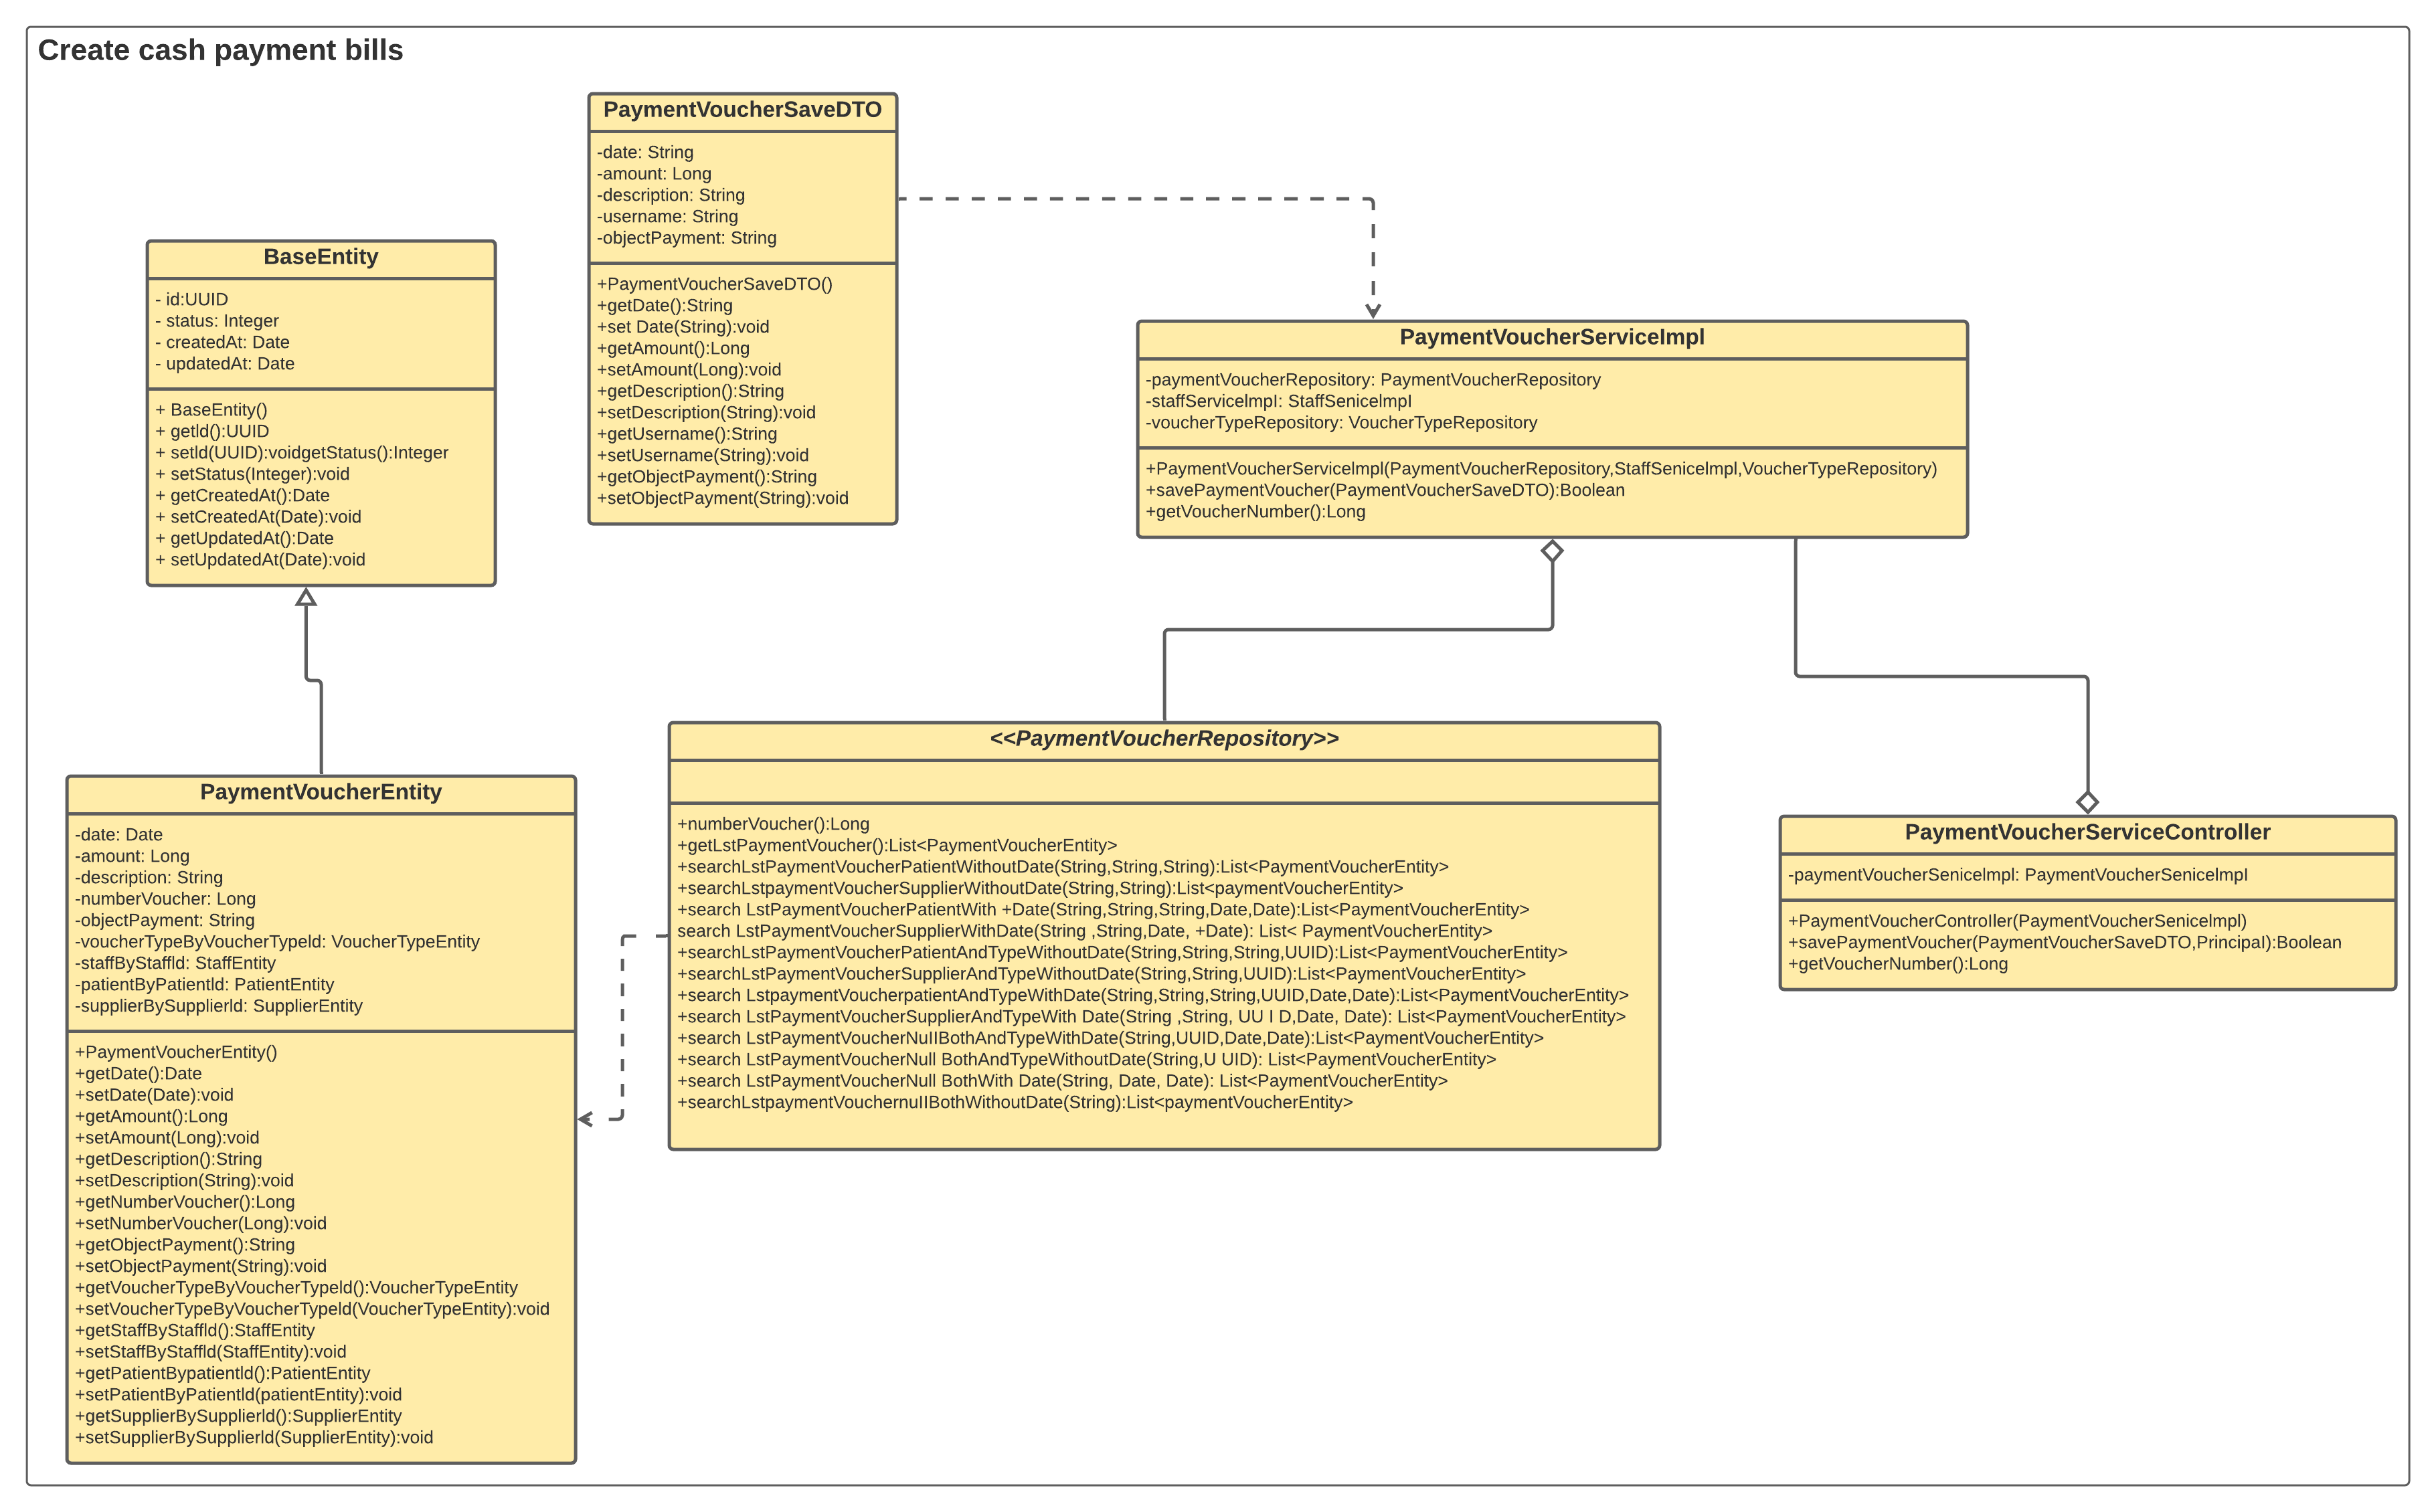 Create cash payment bills
PaymentVoucherSaveDTO
-date: String
-amount: Long
-description: String
-username: String
-objectPayment: String
+PaymentVoucherSaveDTO()
+getDate():String
+set Date(String):void
+getAmount():Long
+setAmount(Long):void
+getDescription():String
+setDescription(String):void
+getUsername():String
+setUsername(String):void
+getObjectPayment():String
+setObjectPayment(String):void
BaseEntity
- id:UUID
- status: Integer
- createdAt: Date
- updatedAt: Date
+ BaseEntity()
+ getId():UUID
+ setId(UUID):voidgetStatus():Integer
+ setStatus(Integer):void
+ getCreatedAt():Date
+ setCreatedAt(Date):void
+ getUpdatedAt():Date
+ setUpdatedAt(Date):void
PaymentVoucherServiceImpl
-paymentVoucherRepository: PaymentVoucherRepository
-staffServiceImpI: StaffSeniceImpI
-voucherTypeRepository: VoucherTypeRepository
+PaymentVoucherServiceImpI(PaymentVoucherRepository,StaffSeniceImpI,VoucherTypeRepository)
+savePaymentVoucher(PaymentVoucherSaveDTO):Boolean
+getVoucherNumber():Long
<<PaymentVoucherRepository>>
+numberVoucher():Long
+getLstPaymentVoucher():List<PaymentVoucherEntity>
+searchLstPaymentVoucherPatientWithoutDate(String,String,String):List<PaymentVoucherEntity>
+searchLstpaymentVoucherSupplierWithoutDate(String,String):List<paymentVoucherEntity>
+search LstPaymentVoucherPatientWith +Date(String,String,String,Date,Date):List<PaymentVoucherEntity>
search LstPaymentVoucherSupplierWithDate(String ,String,Date, +Date): List< PaymentVoucherEntity>
+searchLstPaymentVoucherPatientAndTypeWithoutDate(String,String,String,UUID):List<PaymentVoucherEntity>
+searchLstPaymentVoucherSupplierAndTypeWithoutDate(String,String,UUID):List<PaymentVoucherEntity>
+search LstpaymentVoucherpatientAndTypeWithDate(String,String,String,UUID,Date,Date):List<PaymentVoucherEntity>
+search LstPaymentVoucherSupplierAndTypeWith Date(String ,String, UU I D,Date, Date): List<PaymentVoucherEntity>
+search LstPaymentVoucherNuIIBothAndTypeWithDate(String,UUID,Date,Date):List<PaymentVoucherEntity>
+search LstPaymentVoucherNull BothAndTypeWithoutDate(String,U UID): List<PaymentVoucherEntity>
+search LstPaymentVoucherNull BothWith Date(String, Date, Date): List<PaymentVoucherEntity>
+searchLstpaymentVouchernuIIBothWithoutDate(String):List<paymentVoucherEntity>
PaymentVoucherEntity
-date: Date
-amount: Long
-description: String
-numberVoucher: Long
-objectPayment: String
-voucherTypeByVoucherTypeId: VoucherTypeEntity
-staffByStaffId: StaffEntity
-patientByPatientId: PatientEntity
-supplierBySupplierId: SupplierEntity
+PaymentVoucherEntity()
+getDate():Date
+setDate(Date):void
+getAmount():Long
+setAmount(Long):void
+getDescription():String
+setDescription(String):void
+getNumberVoucher():Long
+setNumberVoucher(Long):void
+getObjectPayment():String
+setObjectPayment(String):void
+getVoucherTypeByVoucherTypeId():VoucherTypeEntity
+setVoucherTypeByVoucherTypeId(VoucherTypeEntity):void
+getStaffByStaffId():StaffEntity
+setStaffByStaffId(StaffEntity):void
+getPatientBypatientId():PatientEntity
+setPatientByPatientId(patientEntity):void
+getSupplierBySupplierId():SupplierEntity
+setSupplierBySupplierId(SupplierEntity):void
PaymentVoucherServiceController
-paymentVoucherSeniceImpI: PaymentVoucherSeniceImpI
+PaymentVoucherControIIer(PaymentVoucherSeniceImpI)
+savePaymentVoucher(PaymentVoucherSaveDTO,PrincipaI):Boolean
+getVoucherNumber():Long